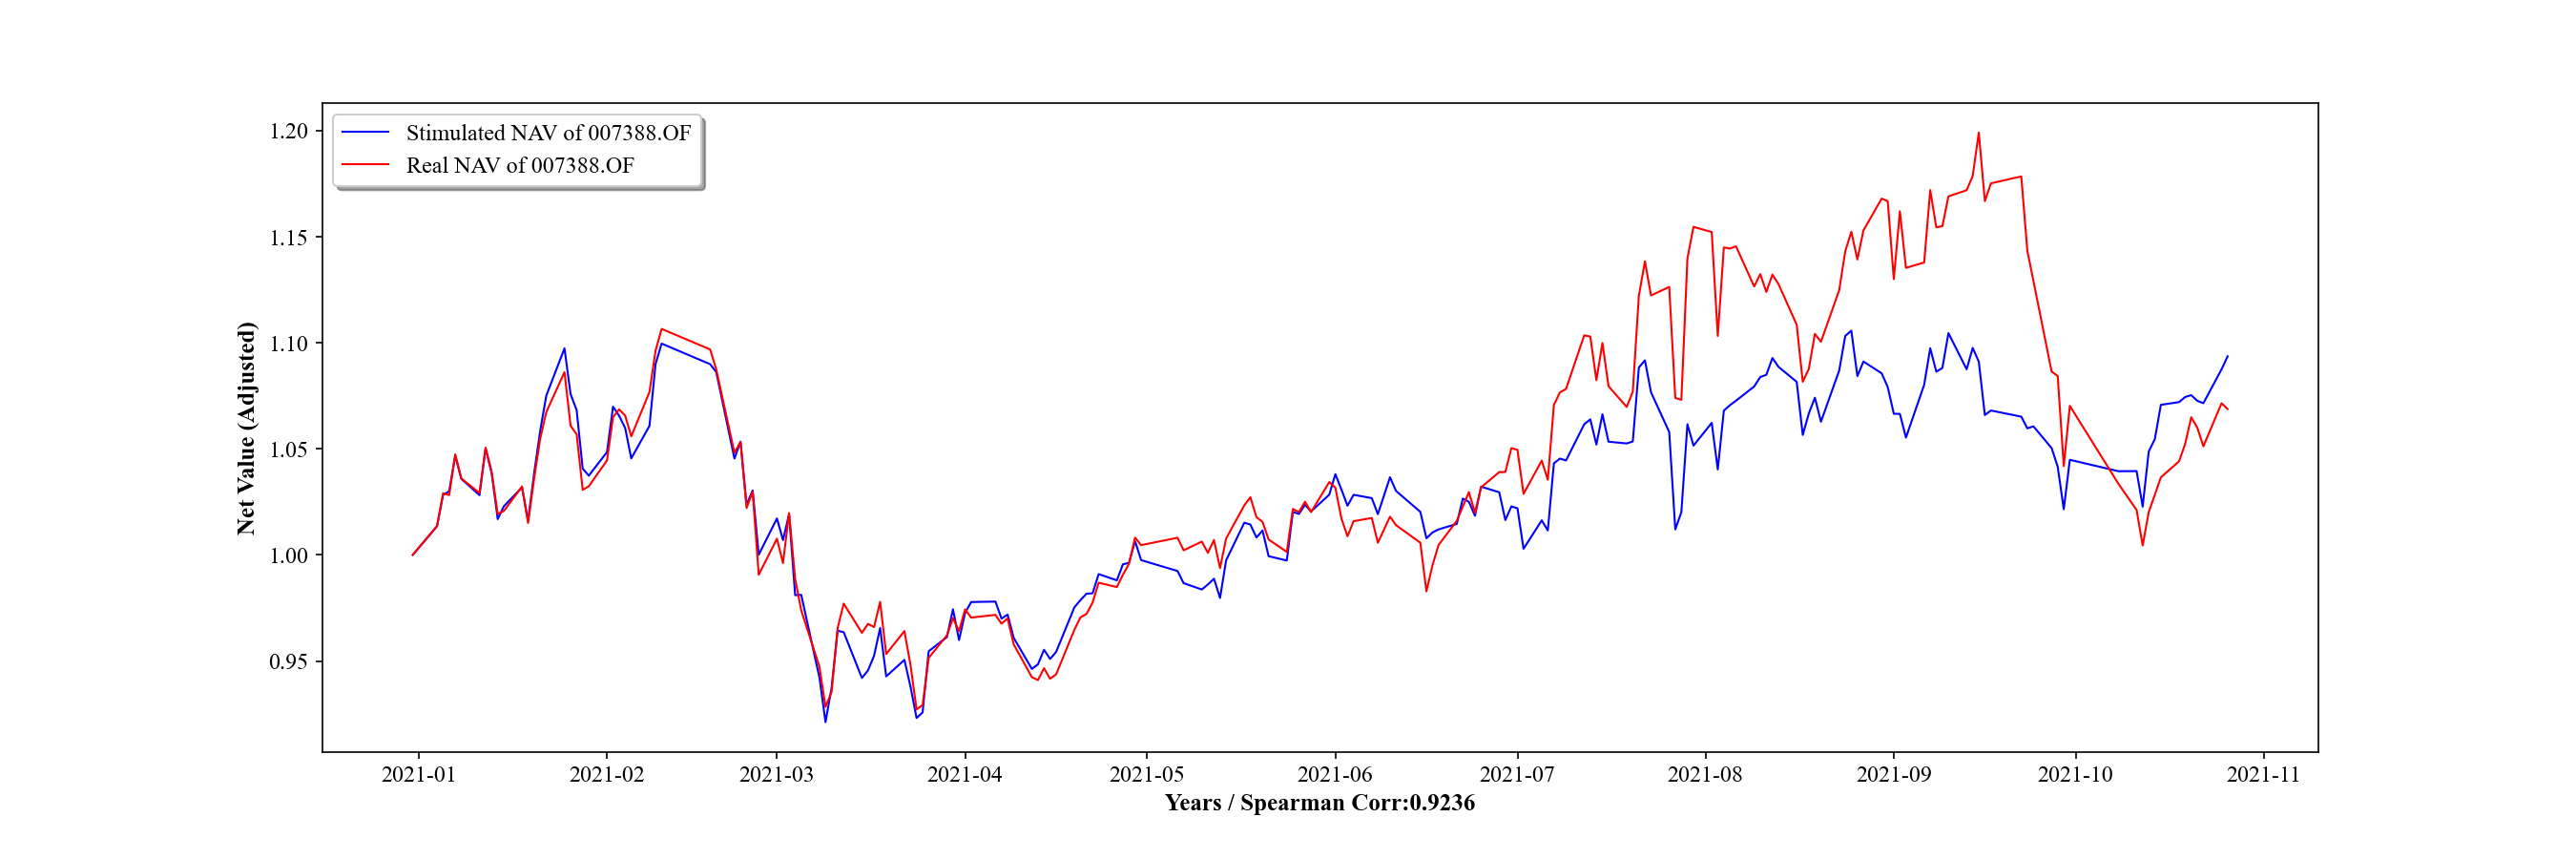 Stimulated NAV of 007388.OF
Real NAV of 007388.OF
Net Value (Adjusted)
1.20
1.15
1.10
1.05
1.00
0.95
2021-01 2021-02 2021-03 2021-04 2021-05 2021-06 2021-07 2021-08 2021-09 2021-10 2021-11
Years / Spearman Corr:0.9236